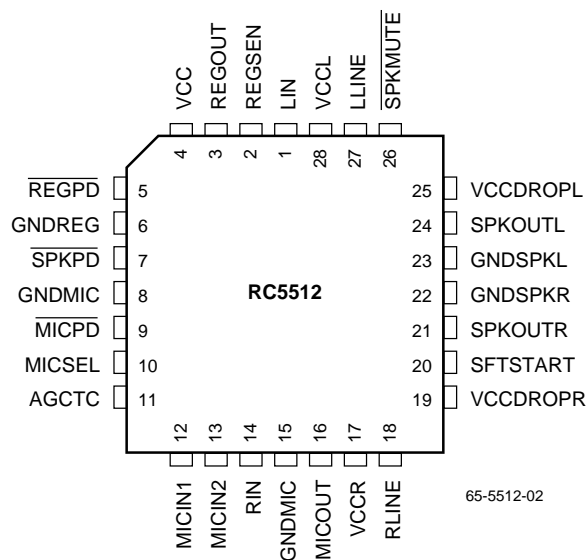 VCC
REGOUT
REGSEN
LIN
VCCL
LLINE
SPKMUTE
4
3
2
1
28
27
26
REGPD 5
GNDREG 6
SPKPD 7
GNDMIC 8
MICPD 9
MICSEL 10
AGCTC 11
RC5512
25 VCCDROPL
24 SPKOUTL
23 GNDSPKL
22 GNDSPKR
21 SPKOUTR
20 SFTSTART
19 VCCDROPR
12
13
14
15
16
17
18
MICIN1
MICIN2
RIN
GNDMIC
MICOUT
VCCR
RLINE
65-5512-02